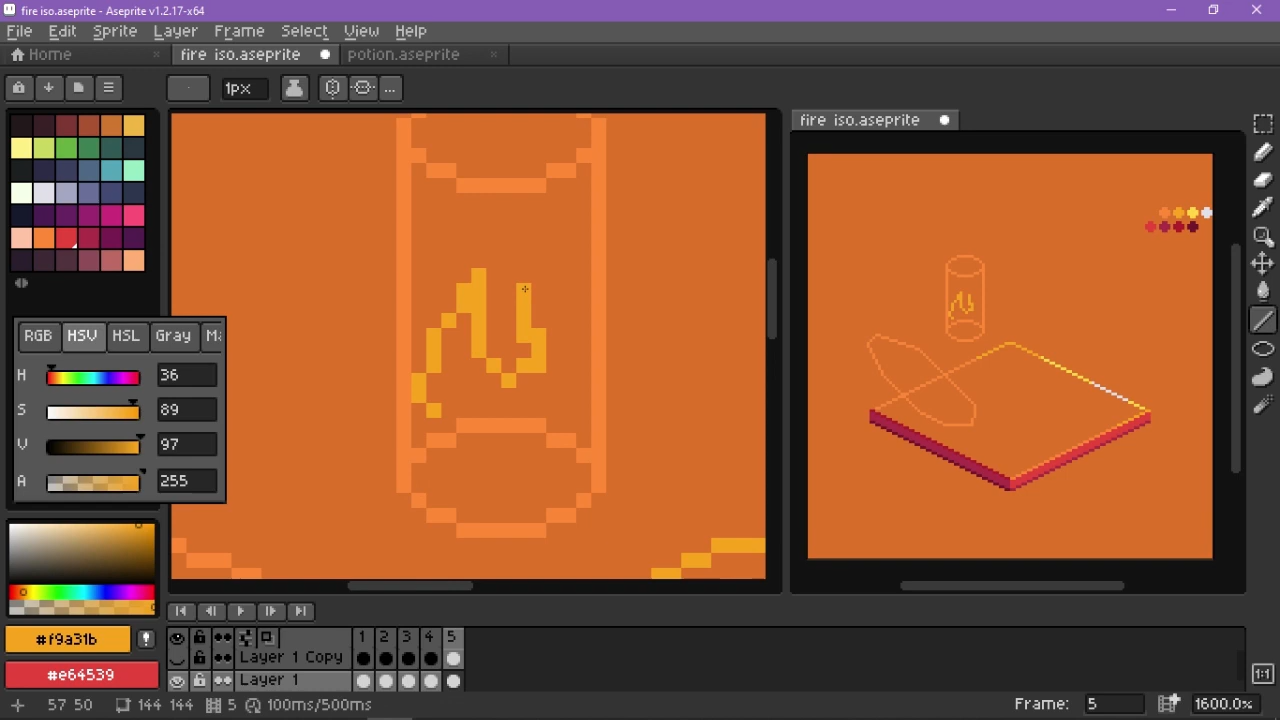 fire iso.aseprite - Aseprite v1.2.17-x64
File Edit Sprite Layer Frame Select View Help
Home fire iso.aseprite potion.aseprite
1px ...
fire iso.aseprite
RGB HSV HSL Gray
H 36
S 89
V 97
A 255
#f9a31b
#e64539
1 2 3 4 5
Layer 1 Copy
Layer 1
1:1
57 50 144 144 5 100ms/500ms Frame: 5 1600.0%